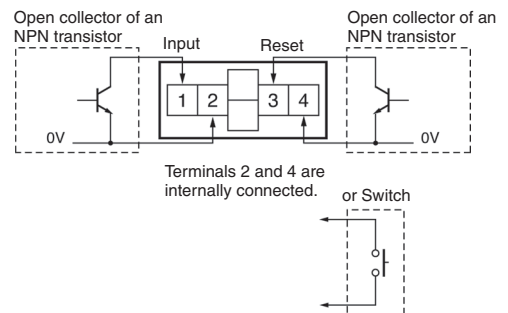 Open collector of an
NPN transistor
Open collector of an
NPN transistor
Input
Reset
1 2 3 4
0V
0V
Terminals 2 and 4 are
internally connected.
or Switch